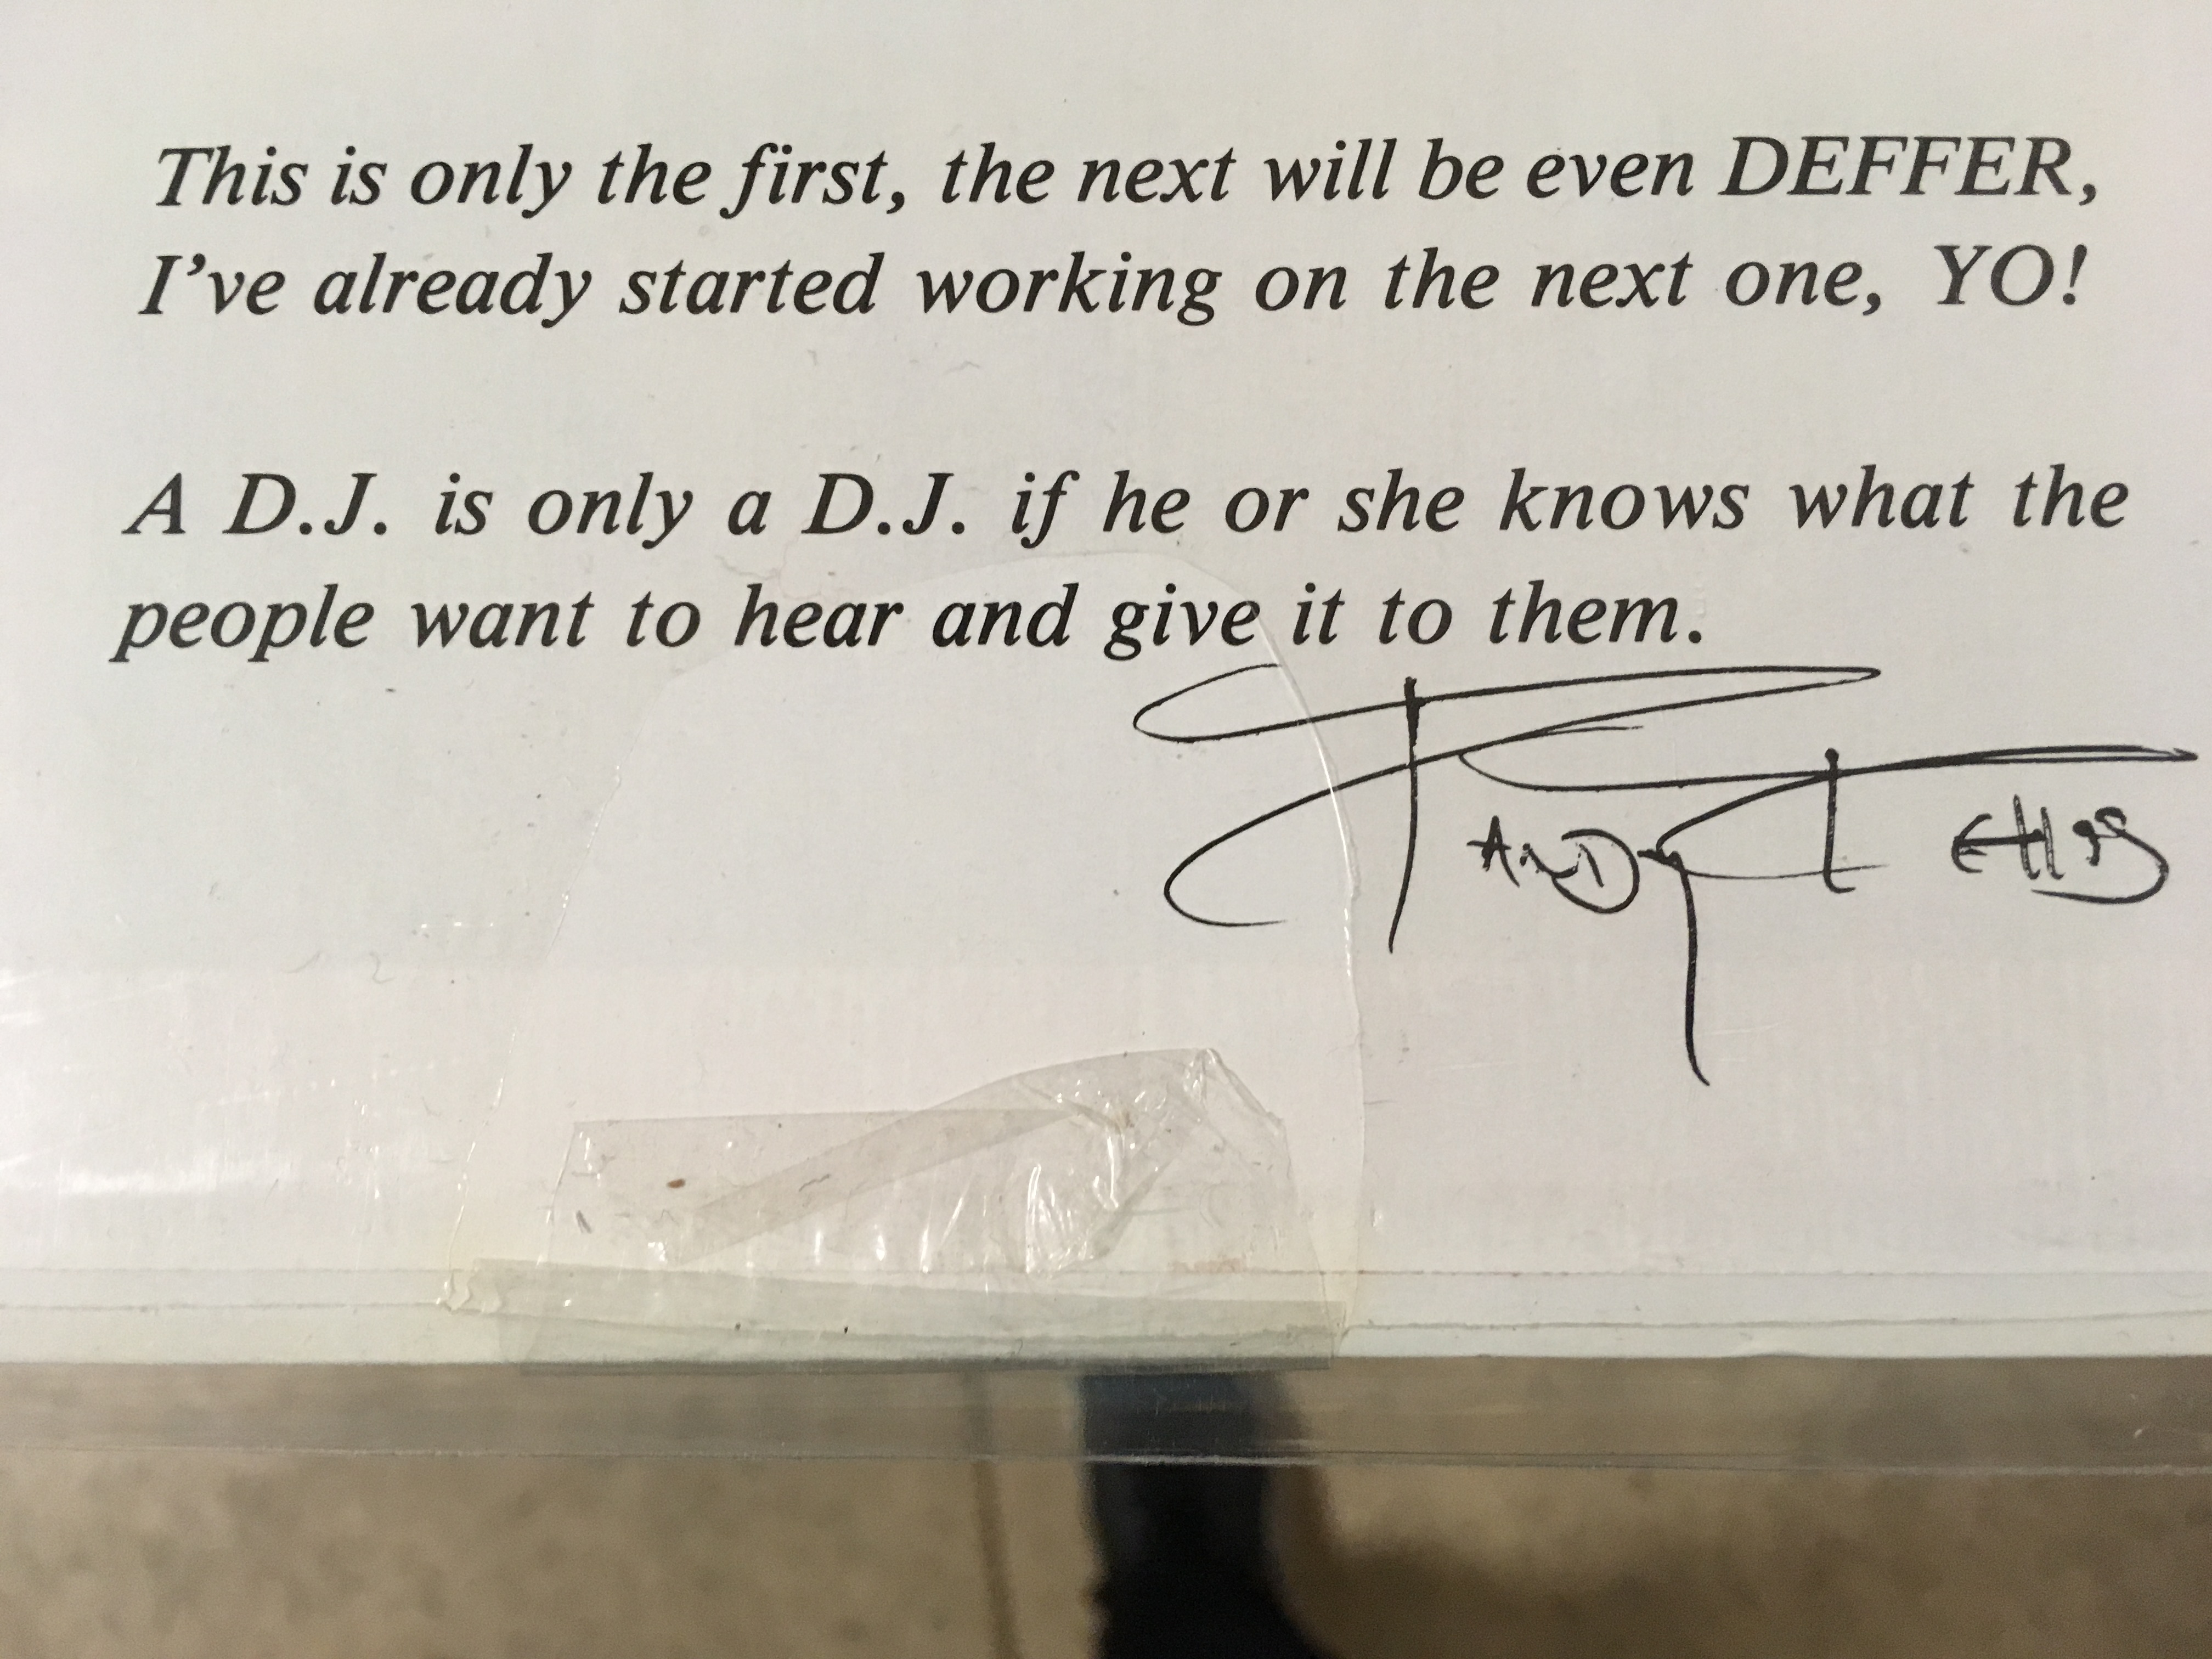 This is only the first, the next will be even DEFFER,
I've already started working on the next one, YO!
A D.J. is only a D.J. if he or she knows what the
people want to hear and give it to them.